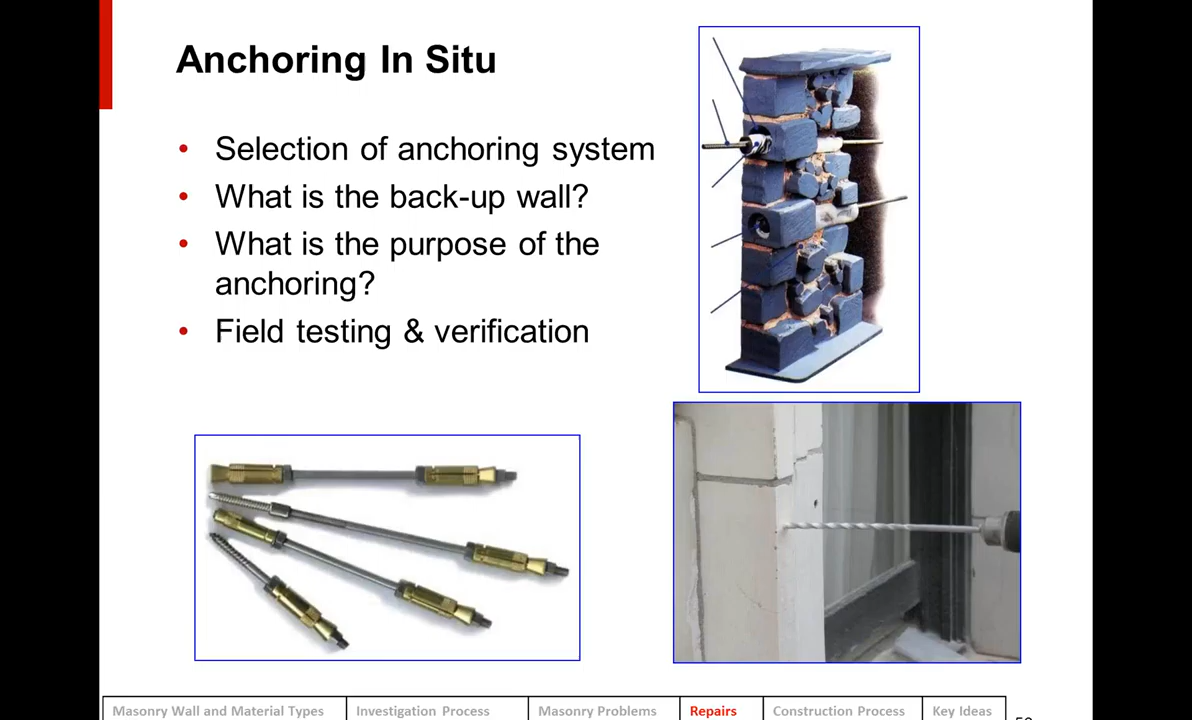 Anchoring In Situ
• Selection of anchoring system
• What is the back-up wall?
• What is the purpose of the
anchoring?
• Field testing & verification
Masonry Wall and Material Types
Investigation Process
Masonry Problems
Repairs
Construction Process
Key Ideas